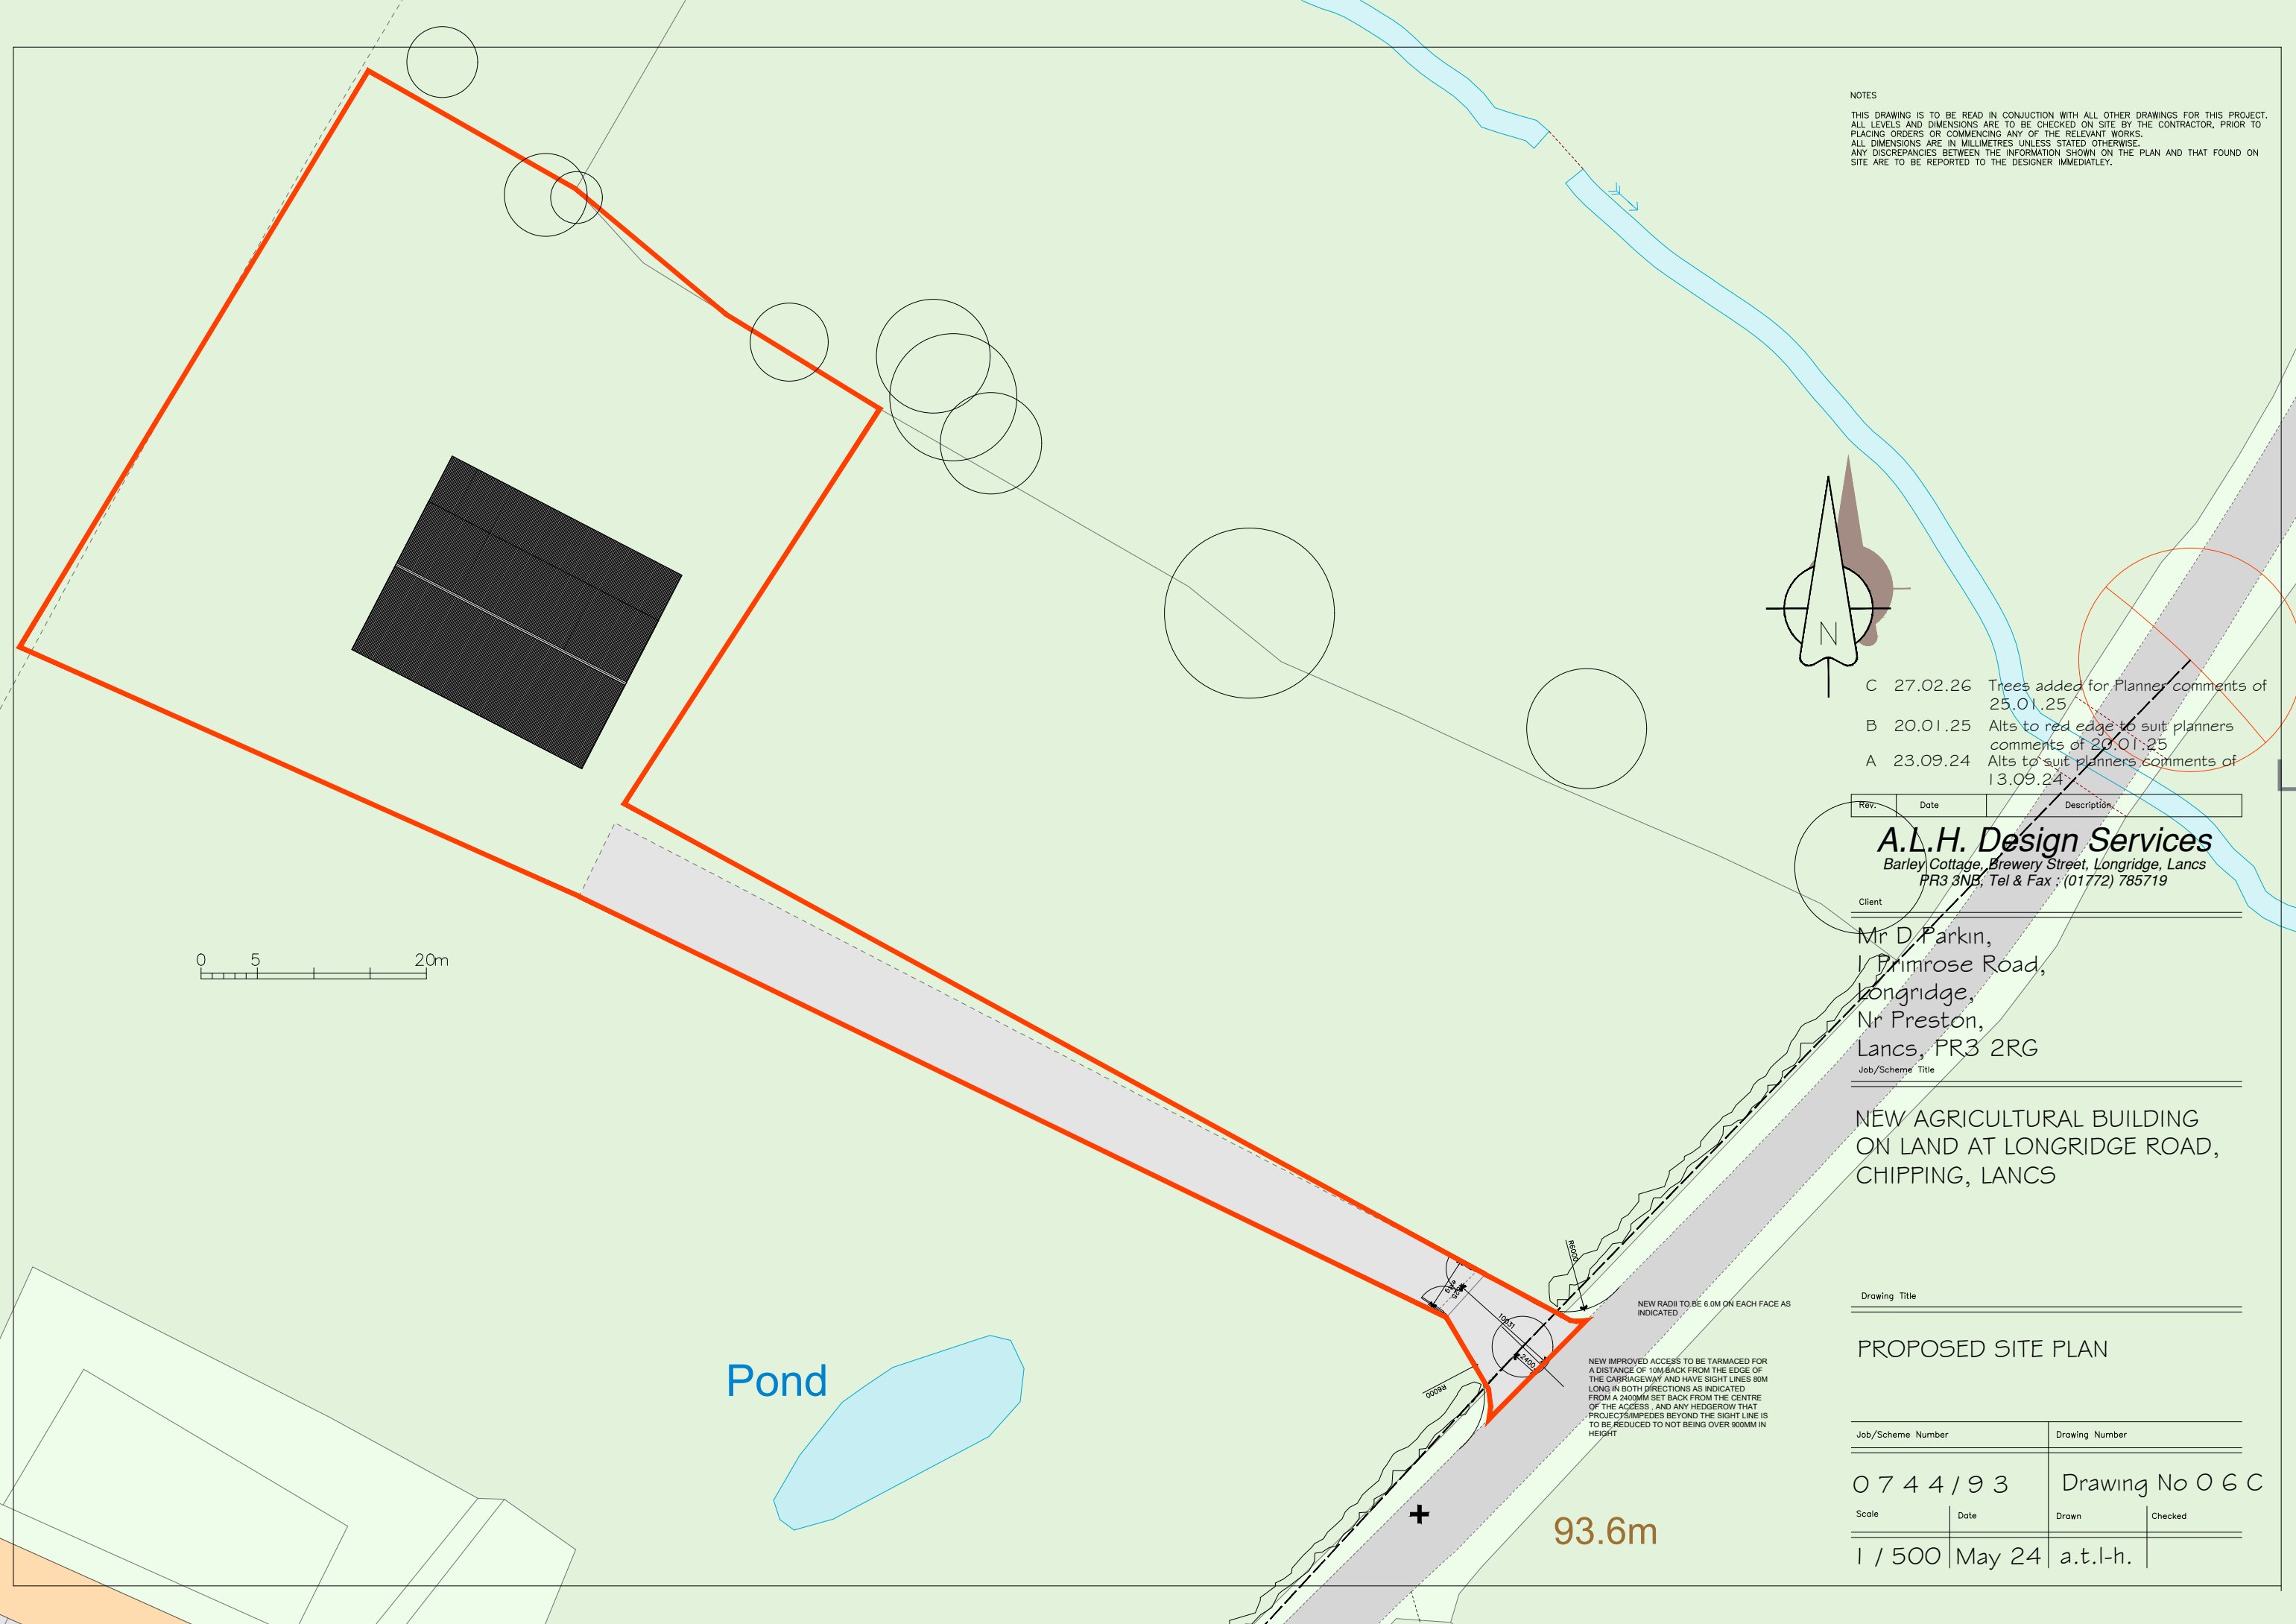 NOTES
THIS DRAWING IS TO BE READ IN CONJUCTION WITH ALL OTHER DRAWINGS FOR THIS PROJECT.
ALL LEVELS AND DIMENSIONS ARE TO BE CHECKED ON SITE BY THE CONTRACTOR, PRIOR TO
PLACING ORDERS OR COMMENCING ANY OF THE RELEVANT WORKS.
ALL DIMENSIONS ARE IN MILLIMETRES UNLESS STATED OTHERWISE.
ANY DISCREPANCIES BETWEEN THE INFORMATION SHOWN ON THE PLAN AND THAT FOUND ON
SITE ARE TO BE REPORTED TO THE DESIGNER IMMEDIATLEY.
N
C 27.02.26 Trees added for Planner comments of
25.01.25
B 20.01.25 Alts to red edge to suit planners
comments of 20.01.25
A 23.09.24 Alts to suit planners comments of
13.09.24
Rev. Date Description
A.L.H. Design Services
Barley Cottage, Brewery Street, Longridge, Lancs
PR3 3NB, Tel & Fax : (01772) 785719
Client
Mr D Parkin,
1 Primrose Road,
Longridge,
Nr Preston,
Lancs, PR3 2RG
Job/Scheme Title
NEW AGRICULTURAL BUILDING
ON LAND AT LONGRIDGE ROAD,
CHIPPING, LANCS
Drawing Title
PROPOSED SITE PLAN
Job/Scheme Number Drawing Number
0744/93 Drawing No 06C
Scale Date Drawn Checked
1/500 May 24 a.t.l-h.
0 5 20m
R6000
NEW RADII TO BE 6.0M ON EACH FACE AS
INDICATED
10631
2400
R6000
NEW IMPROVED ACCESS TO BE TARMACED FOR
A DISTANCE OF 10M BACK FROM THE EDGE OF
THE CARRIAGEWAY AND HAVE SIGHT LINES 80M
LONG IN BOTH DIRECTIONS AS INDICATED
FROM A 2400MM SET BACK FROM THE CENTRE
OF THE ACCESS , AND ANY HEDGEROW THAT
PROJECTS/IMPEDES BEYOND THE SIGHT LINE IS
TO BE REDUCED TO NOT BEING OVER 900MM IN
HEIGHT
Pond
93.6m